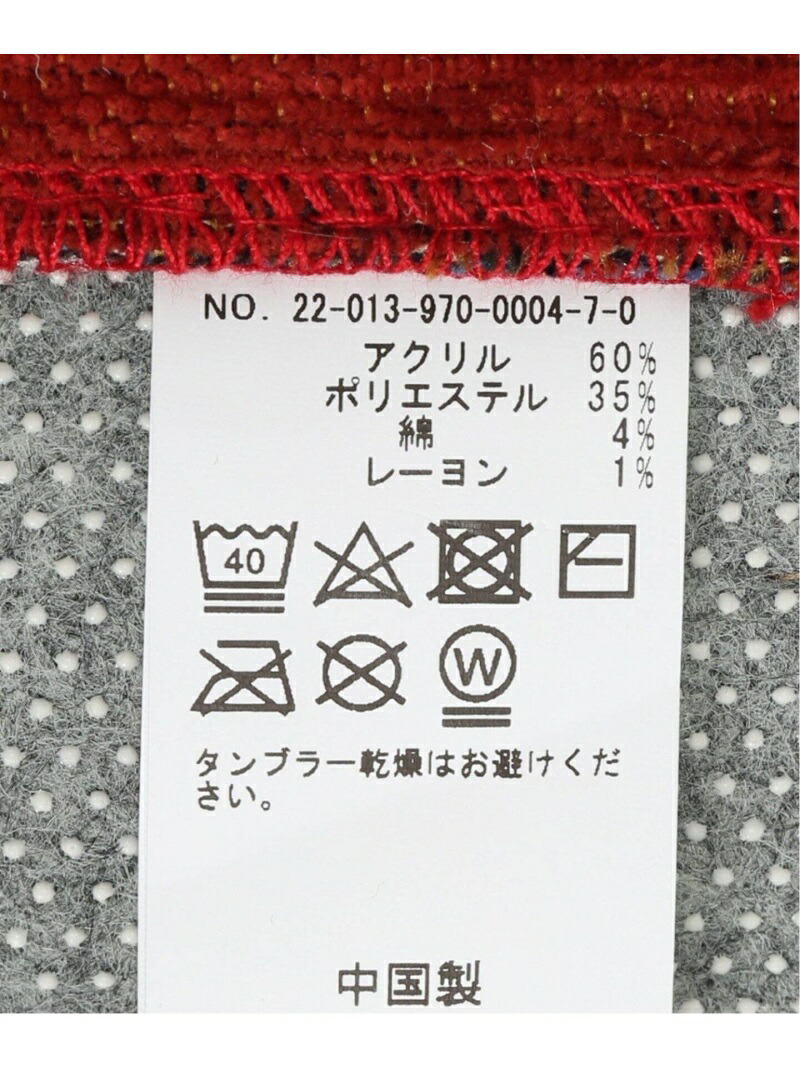 NO. 22-013-970-0004-7-0
アクリル 60%
ポリエステル 35%
綿 4%
レーヨン 1%
40
W
タンブラー乾燥はお避けくだ
さい。
中国製